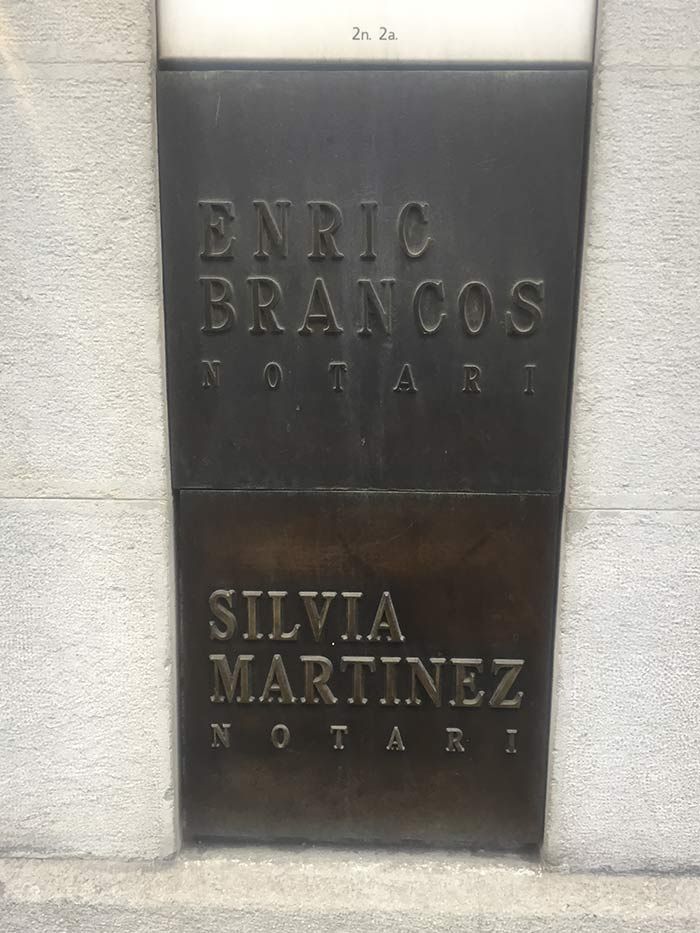 2n. 2a.
ENRIC
BRANCOS
NOTARI
SILVIA
MARTINEZ
NOTARI